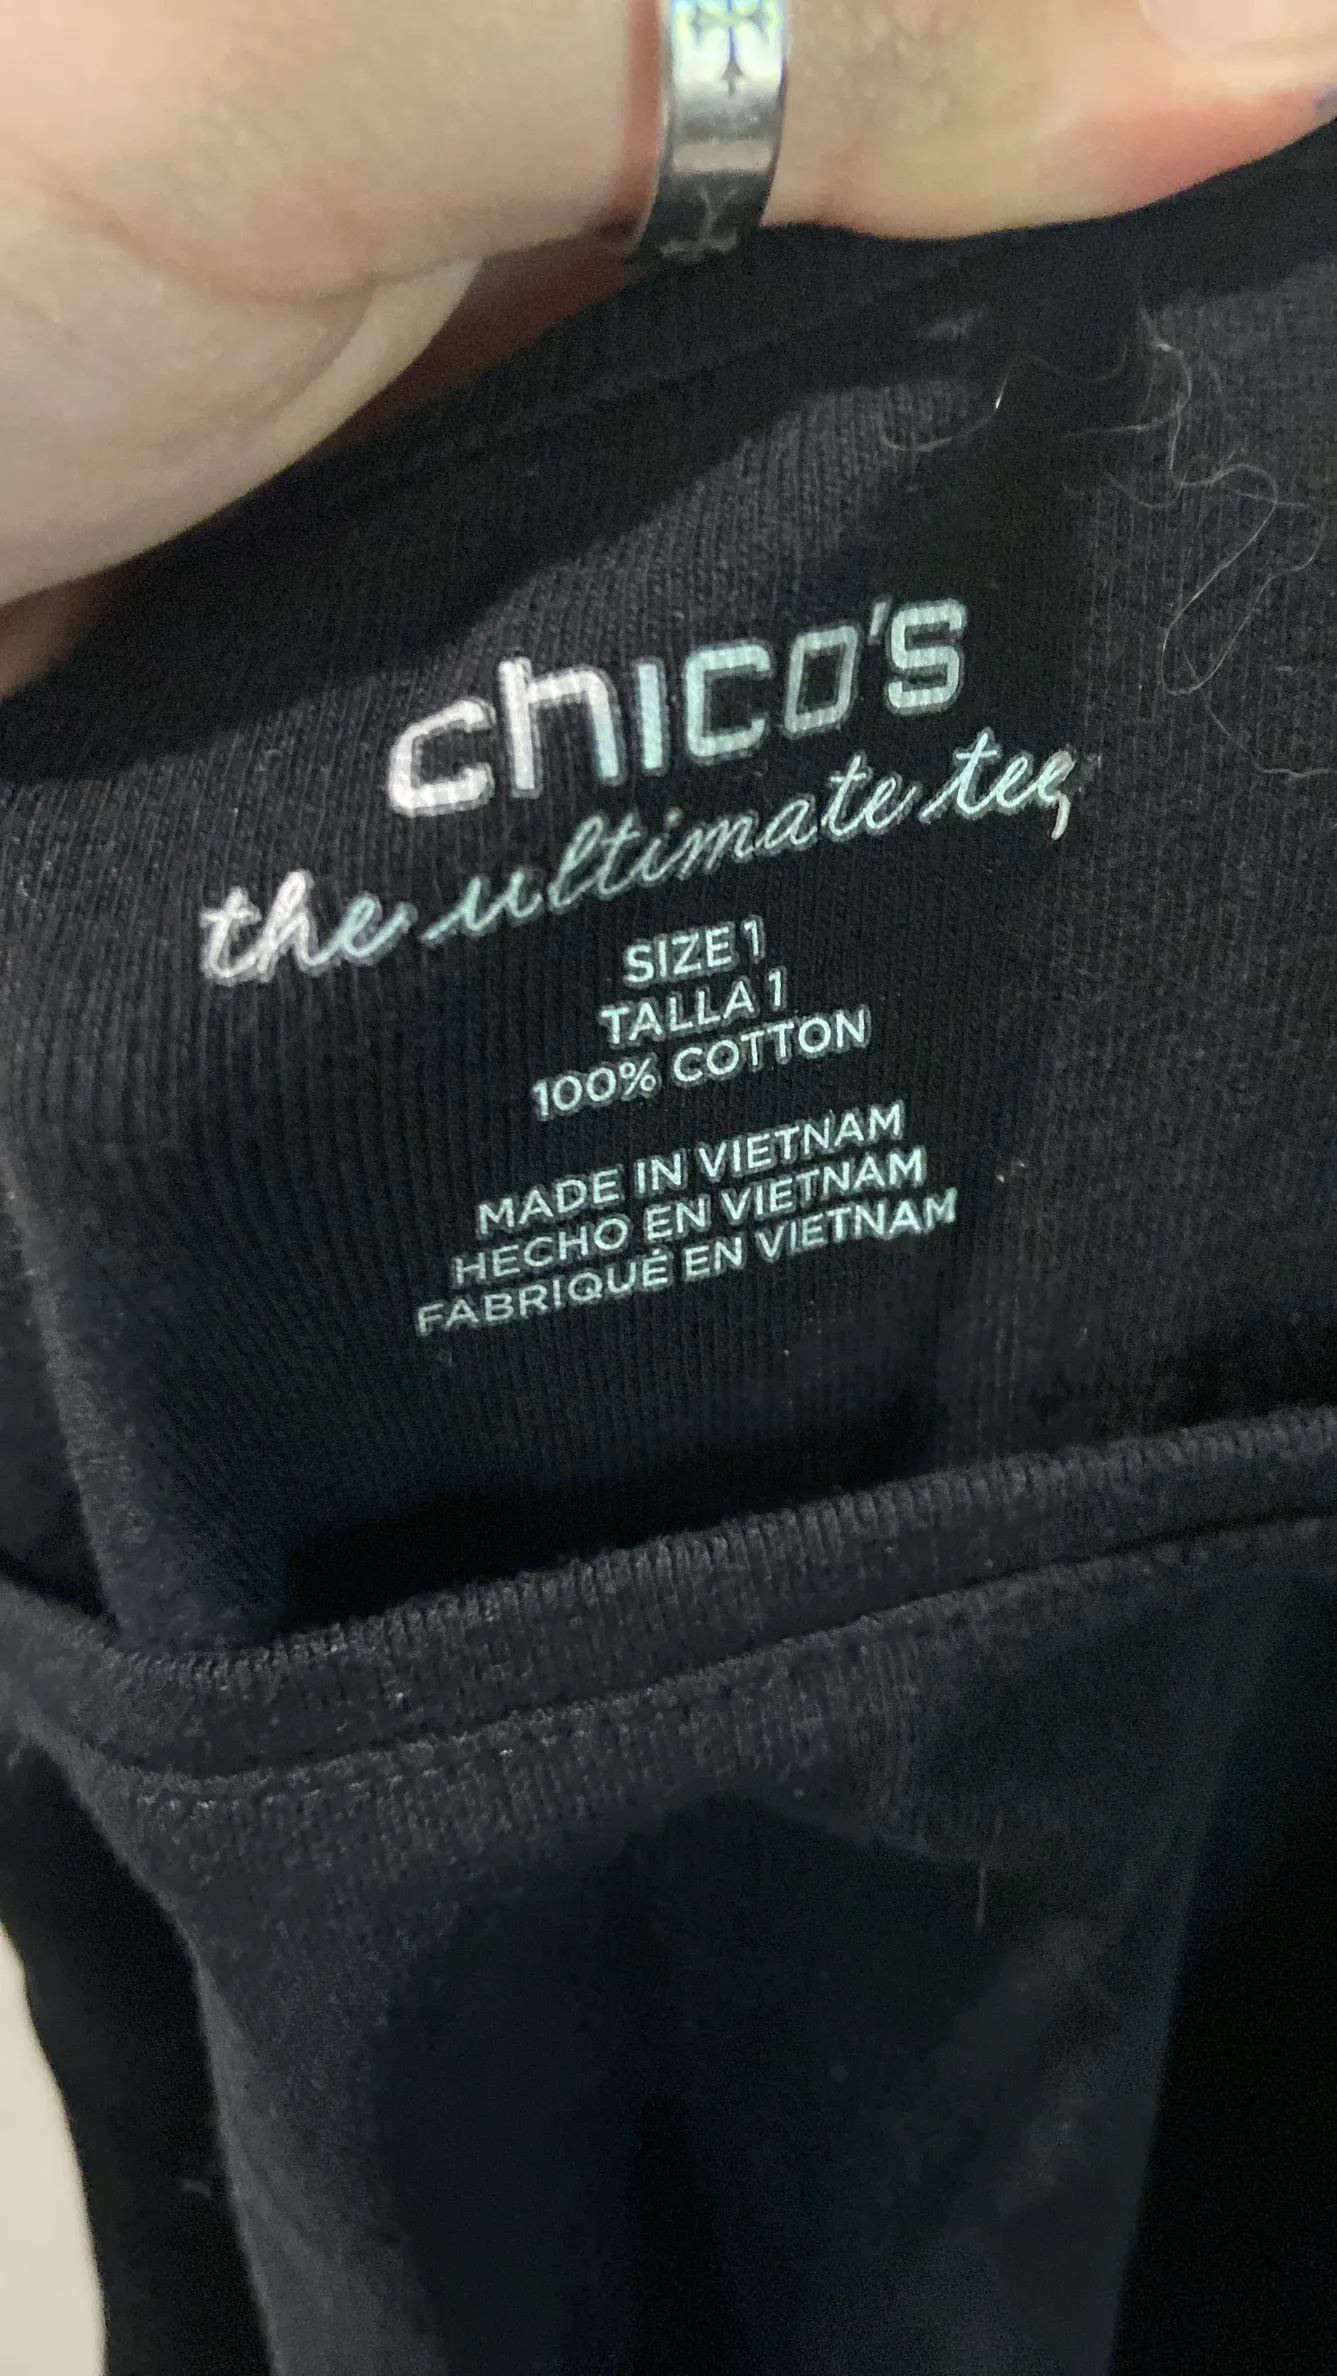 chico's
the ultimate tee
SIZE 1
TALLA 1
100% COTTON
MADE IN VIETNAM
HECHO EN VIETNAM
FABRIQUÉ EN VIETNAM